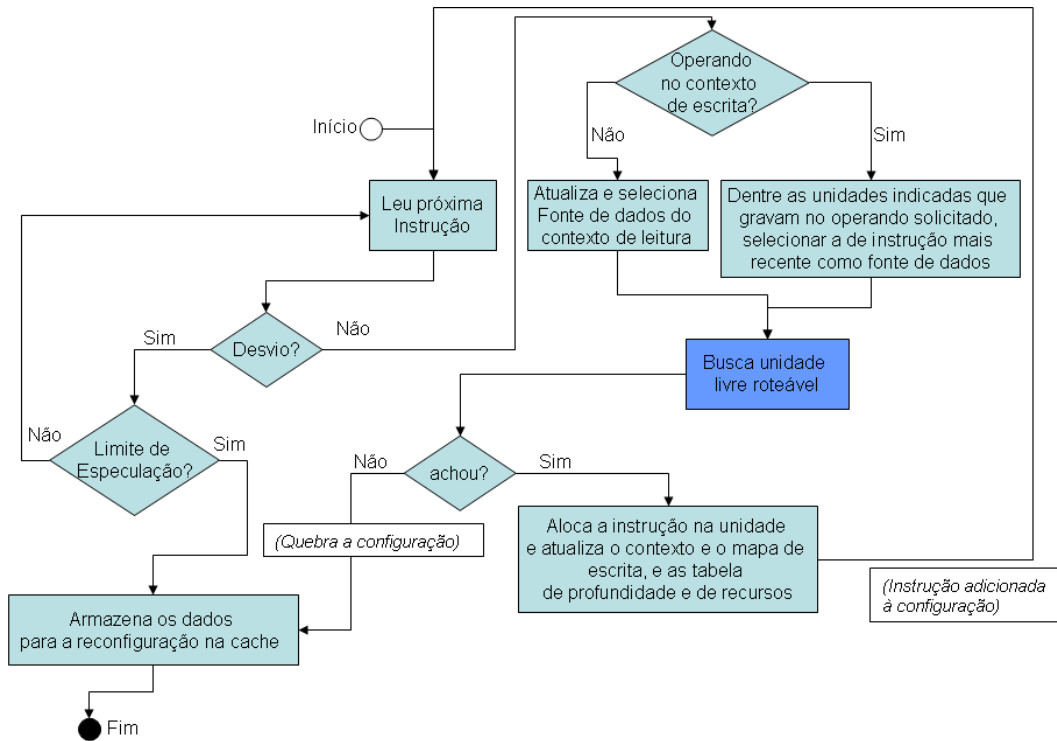 Operando
no contexto
de escrita?
Início
Não
Sim
Leu próxima
Instrução
Atualiza e seleciona
Fonte de dados do
contexto de leitura
Dentre as unidades indicadas que
gravam no operando solicitado,
selecionar a de instrução mais
recente como fonte de dados
Sim
Não
Desvio?
Busca unidade
livre roteável
Não
Sim
Limite de
Especulação?
Não
Sim
achou?
(Quebra a configuração)
Aloca a instrução na unidade
e atualiza o contexto e o mapa de
escrita, e as tabela
de profundidade e de recursos
(Instrução adicionada
à configuração)
Armazena os dados
para a reconfiguração na cache
Fim